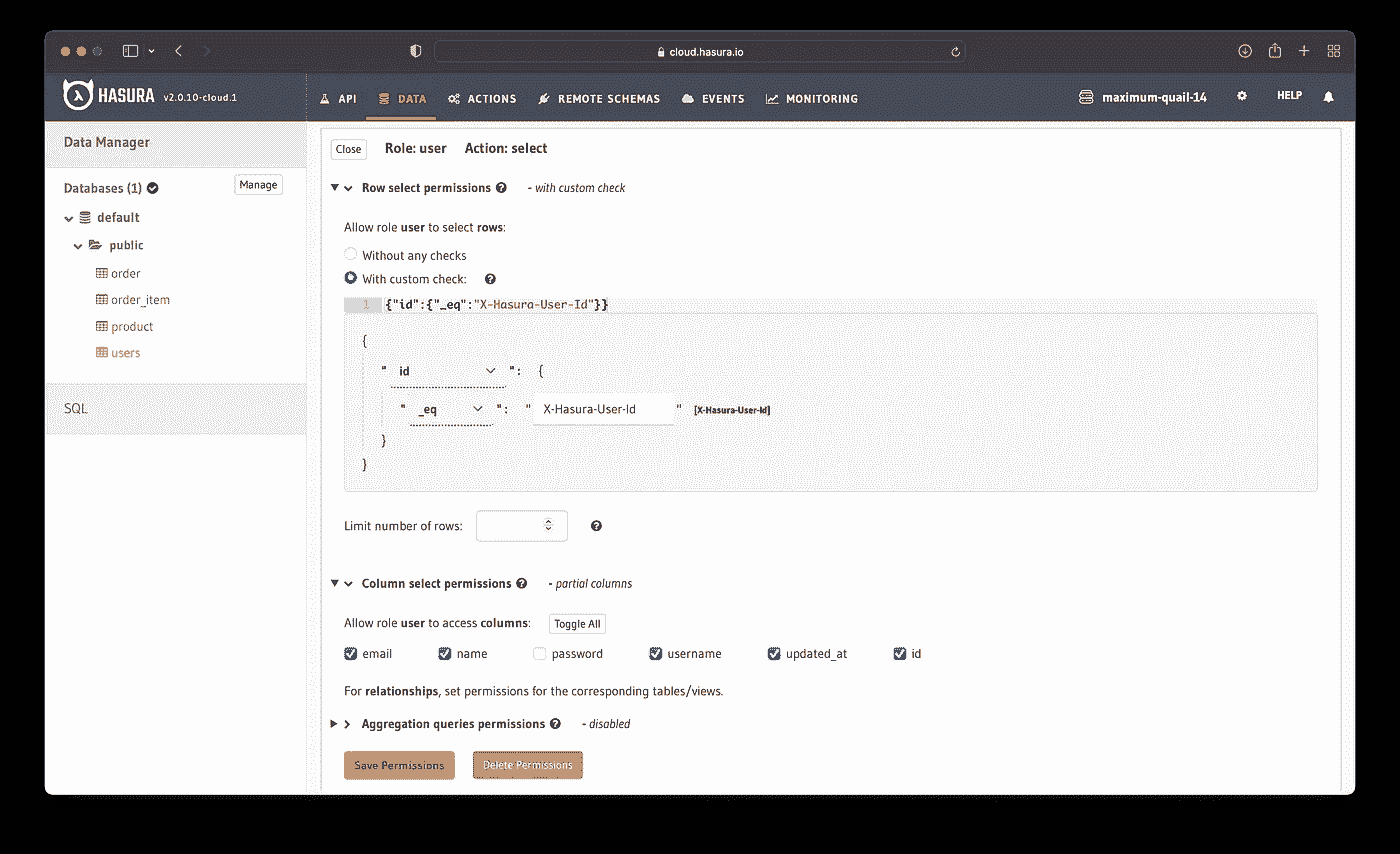 cloud.hasura.io
HASURA v2.0.10-cloud.1 API DATA ACTIONS REMOTE SCHEMAS EVENTS MONITORING maximum-quail-14 HELP
Data Manager
Databases (1) Manage
default
public
order
order_item
product
users
SQL
Close Role: user Action: select
Row select permissions - with custom check
Allow role user to select rows:
Without any checks
With custom check:
1 {"id":{"_eq":"X-Hasura-User-Id"}}
{
" id ": {
" _eq ": " X-Hasura-User-Id " [X-Hasura-User-Id]
}
}
Limit number of rows:
Column select permissions - partial columns
Allow role user to access columns: Toggle All
email name password username updated_at id
For relationships, set permissions for the corresponding tables/views.
Aggregation queries permissions - disabled
Save Permissions Delete Permissions